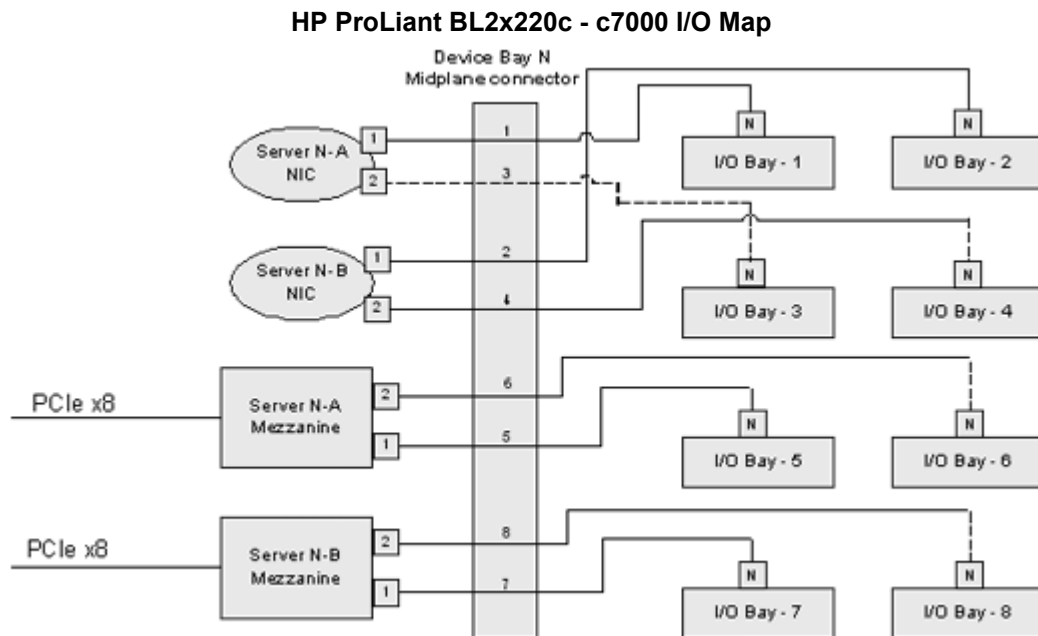 HP ProLiant BL2x220c - c7000 I/O Map
Device Bay N
Midplane connector
Server N-A
NIC
1
2
1
3
N
I/O Bay - 1
N
I/O Bay - 2
Server N-B
NIC
1
2
2
4
N
I/O Bay - 3
N
I/O Bay - 4
PCIe x8
Server N-A
Mezzanine
2
1
6
5
N
I/O Bay - 5
N
I/O Bay - 6
PCIe x8
Server N-B
Mezzanine
2
1
8
7
N
I/O Bay - 7
N
I/O Bay - 8